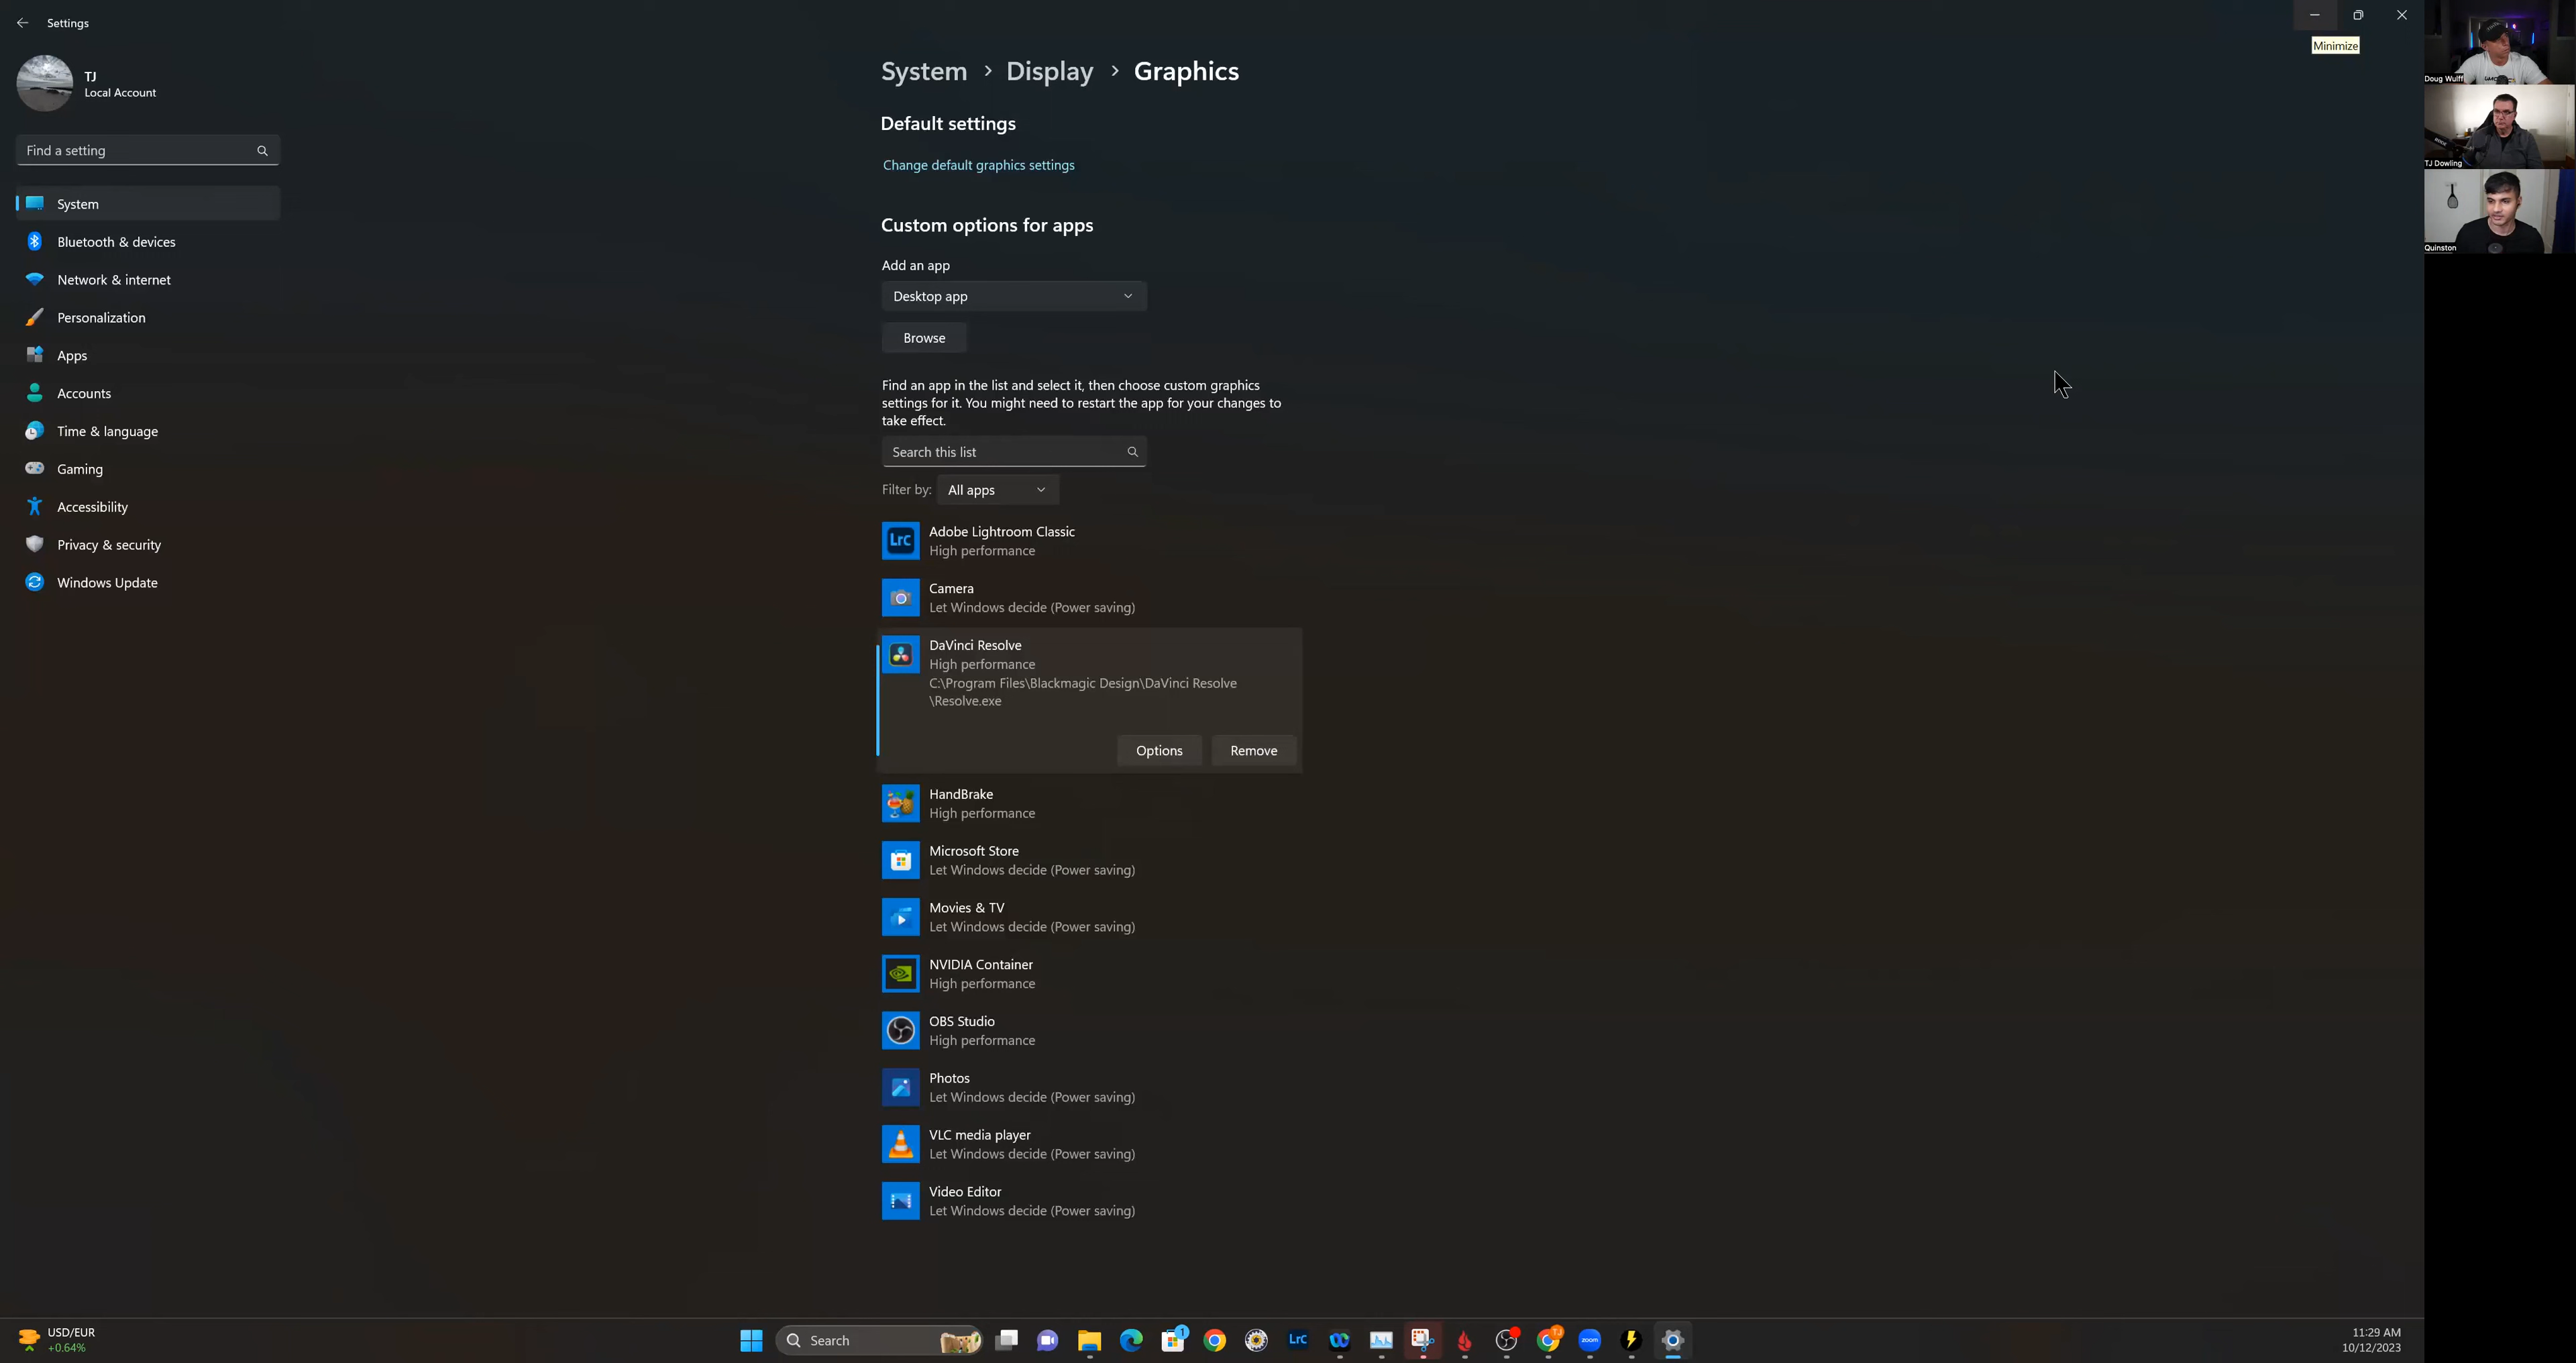 Settings
TJ
Local Account
Find a setting
System
Bluetooth & devices
Network & internet
Personalization
Apps
Accounts
Time & language
Gaming
Accessibility
Privacy & security
Windows Update
System > Display > Graphics
Default settings
Change default graphics settings
Custom options for apps
Add an app
Desktop app
Browse
Find an app in the list and select it, then choose custom graphics
settings for it. You might need to restart the app for your changes to
take effect.
Search this list
Filter by: All apps
Lrc
Adobe Lightroom Classic
High performance
Camera
Let Windows decide (Power saving)
DaVinci Resolve
High performance
C:\Program Files\Blackmagic Design\DaVinci Resolve
\Resolve.exe
Options Remove
HandBrake
High performance
Microsoft Store
Let Windows decide (Power saving)
Movies & TV
Let Windows decide (Power saving)
NVIDIA Container
High performance
OBS Studio
High performance
Photos
Let Windows decide (Power saving)
VLC media player
Let Windows decide (Power saving)
Video Editor
Let Windows decide (Power saving)
Minimize
Doug Wulff
TJ Dowling
Quinston
USD/EUR
+0.64%
Search
1
LrC
TJ
zoom
11:29 AM
10/12/2023